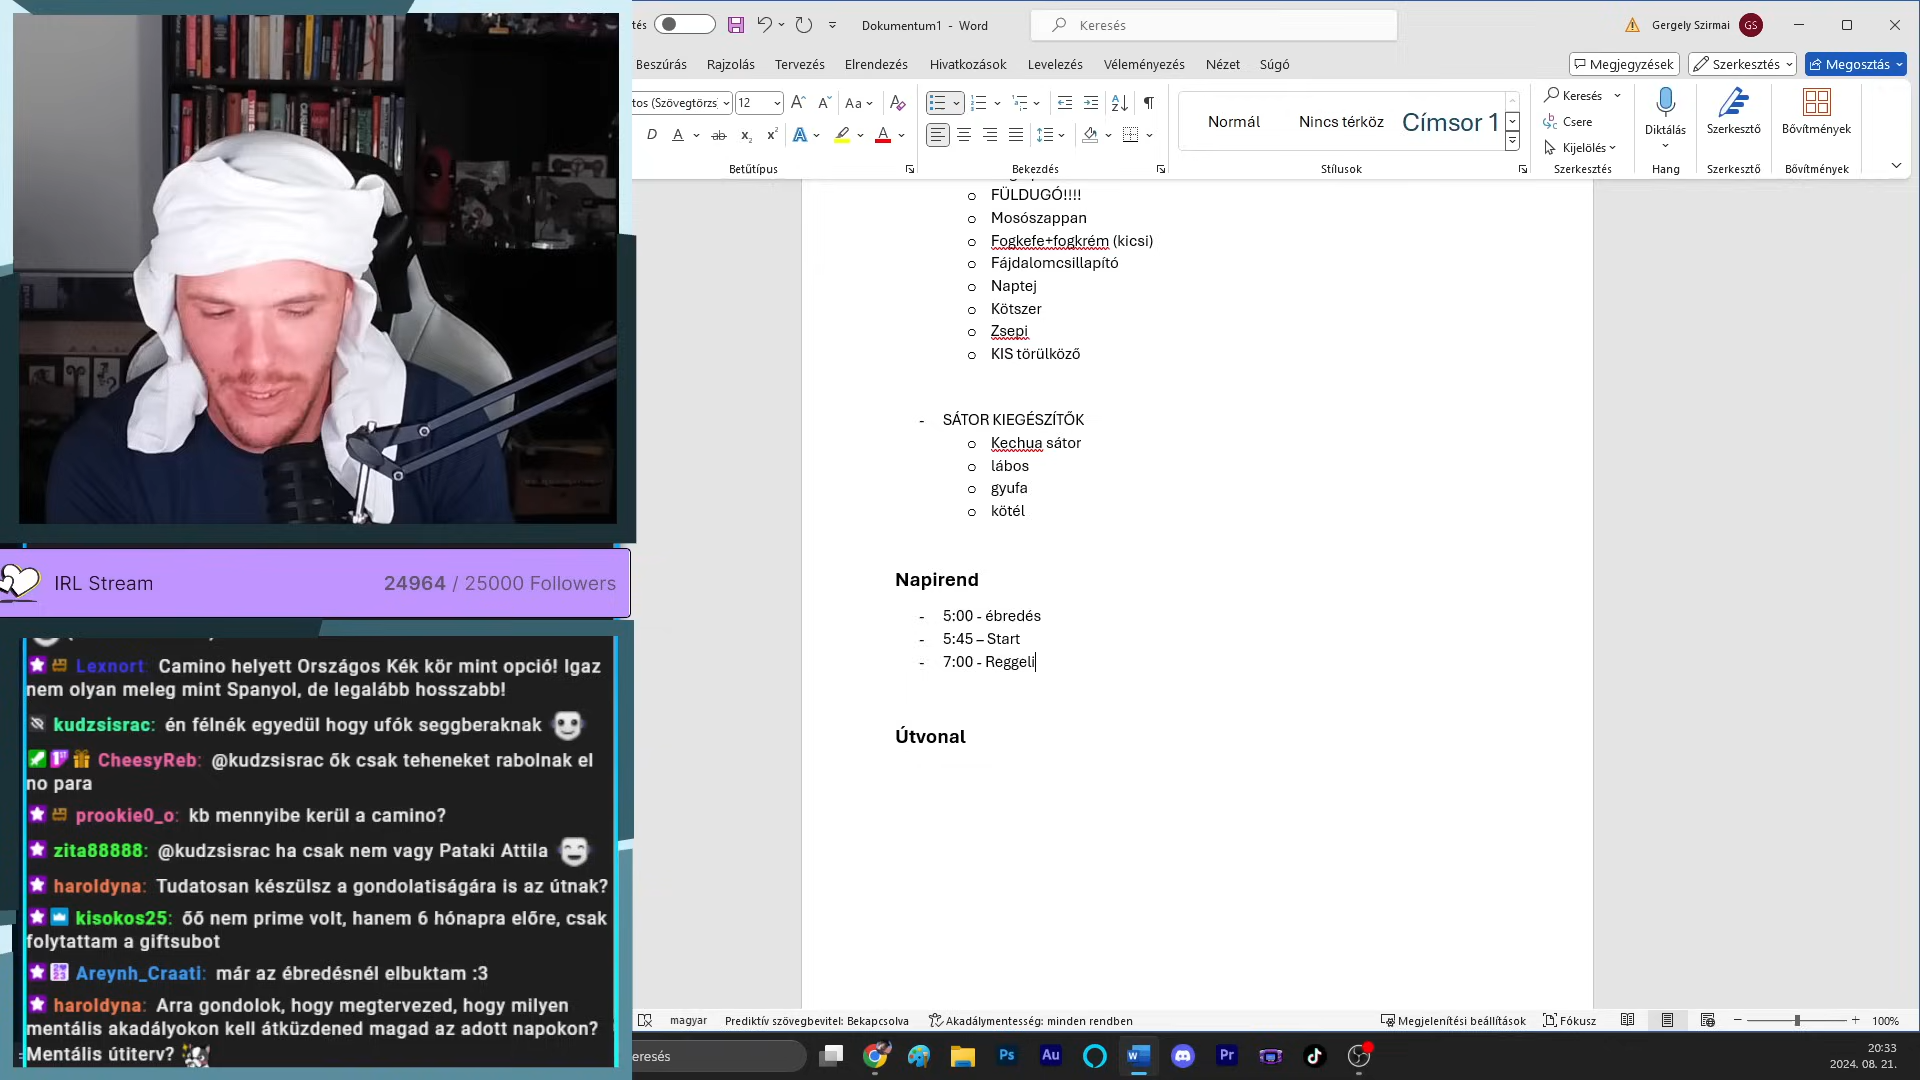 tés
Dokumentum1 - Word
Keresés
Gergely Szirmai
GS
Beszúrás
Rajzolás
Tervezés
Elrendezés
Hivatkozások
Levelezés
Véleményezés
Nézet
Súgó
Megjegyzések
Szerkesztés
Megosztás
tos (Szövegtörzs)
12
Aa
Normál
Nincs térköz
Címsor 1
Keresés
Csere
Kijelölés
Diktálás
Szerkesztő
Bővítmények
Betűtípus
Bekezdés
Stílusok
Szerkesztés
Hang
Szerkesztő
Bővítmények
o FÜLDUGÓ!!!!
o Mosószappan
o Fogkefe+fogkrém (kicsi)
o Fájdalomcsillapító
o Naptej
o Kötszer
o Zsepi
o KIS törülköző
- SÁTOR KIEGÉSZÍTŐK
o Kechua sátor
o lábos
o gyufa
o kötél
Napirend
- 5:00 - ébredés
- 5:45 – Start
- 7:00 - Reggeli
Útvonal
IRL Stream
24964 / 25000 Followers
Lexnort: Camino helyett Országos Kék kör mint opció! Igaz
nem olyan meleg mint Spanyol, de legalább hosszabb!
kudzsisrac: én félnék egyedül hogy ufók seggberaknak
CheesyReb: @kudzsisrac ők csak teheneket rabolnak el
no para
prookie0_o: kb mennyibe kerül a camino?
zita88888: @kudzsisrac ha csak nem vagy Pataki Attila
haroldyna: Tudatosan készülsz a gondolatiságára is az útnak?
kisokos25: őő nem prime volt, hanem 6 hónapra előre, csak
folytattam a giftsubot
Areynh_Craati: már az ébredésnél elbuktam :3
haroldyna: Arra gondolok, hogy megtervezed, hogy milyen
mentális akadályokon kell átküzdened magad az adott napokon?
Mentális útiterv?
magyar
Prediktív szövegbevitel: Bekapcsolva
Akadálymentesség: minden rendben
Megjelenítési beállítások
Fókusz
100%
eresés
Ps
Au
Pr
20:33
2024. 08. 21.